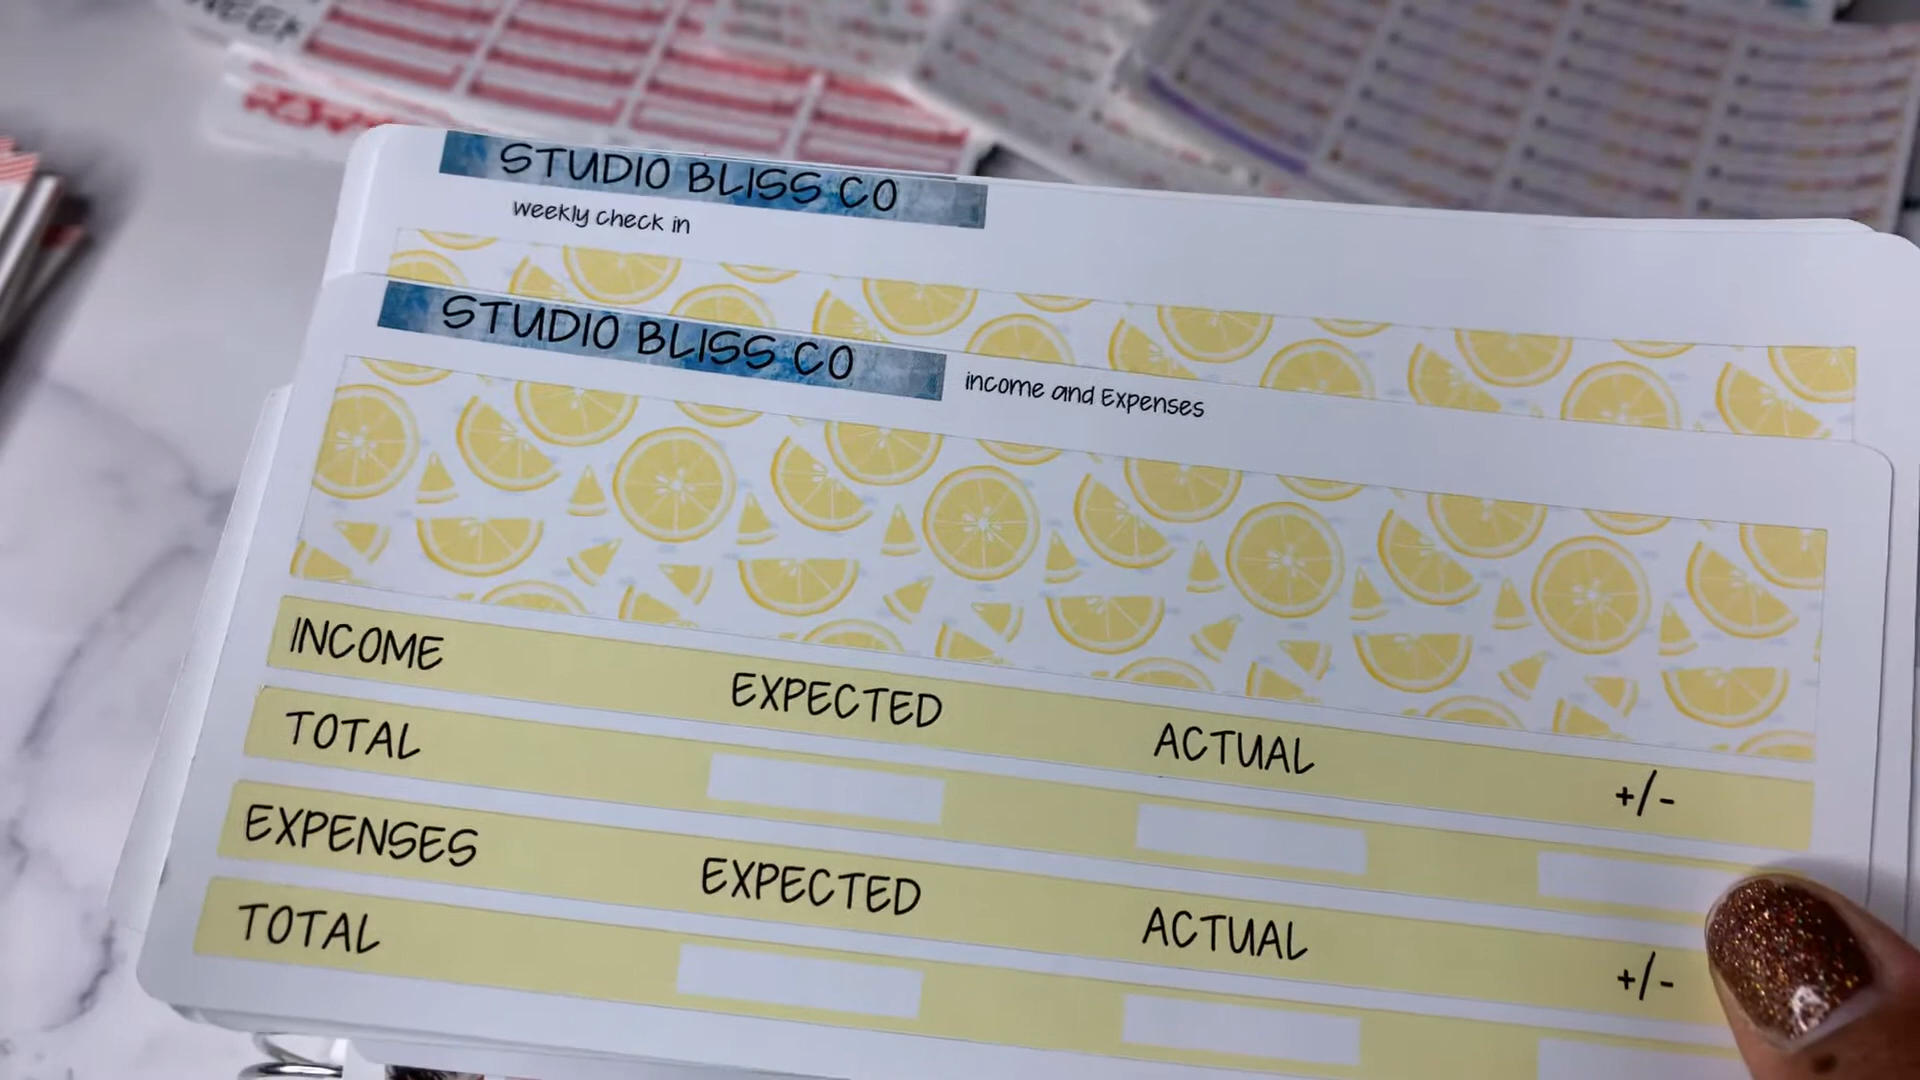 WEEK
STUDIO BLISS CO
weekly check in
STUDIO BLISS CO
income and Expenses
INCOME EXPECTED ACTUAL +/-
TOTAL
EXPENSES EXPECTED ACTUAL +/-
TOTAL